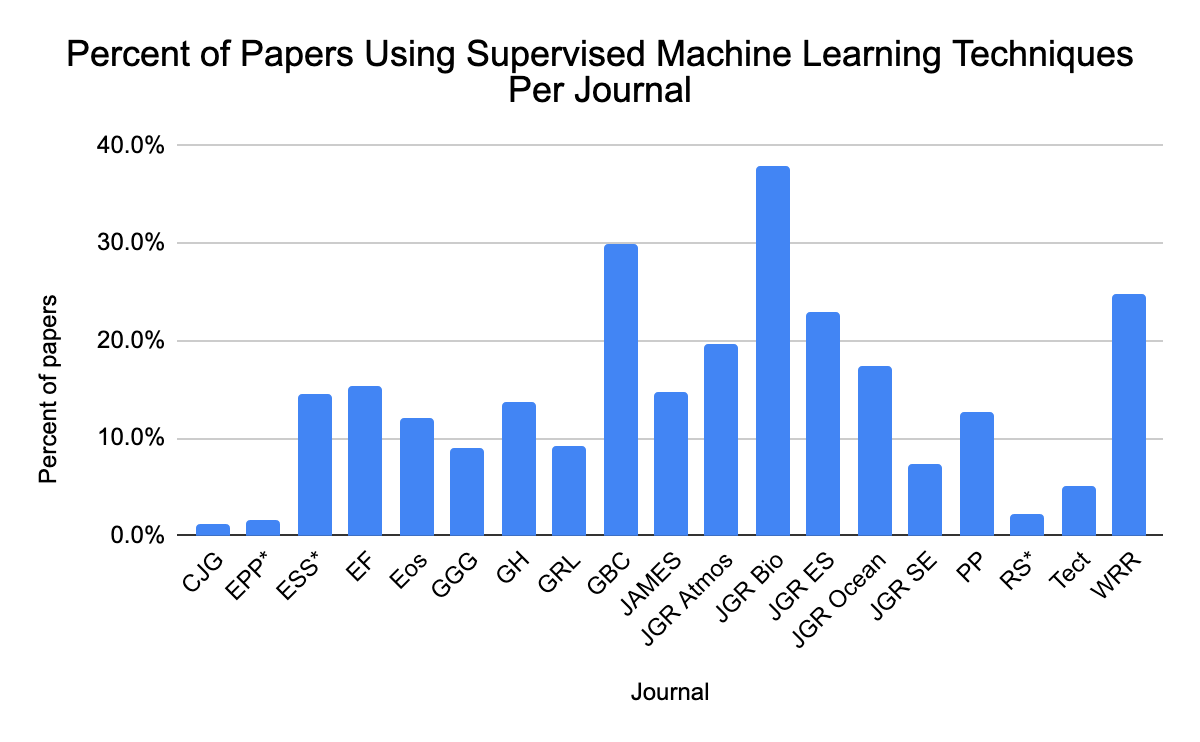 Percent of Papers Using Supervised Machine Learning Techniques
Per Journal
40.0%
30.0%
20.0%
10.0%
0.0%
Percent of papers
CJG
EPP*
ESS*
EF
Eos
GGG
GH
GRL
GBC
JAMES
JGR Atmos
JGR Bio
JGR ES
JGR Ocean
JGR SE
PP
RS*
Tect
WRR
Journal